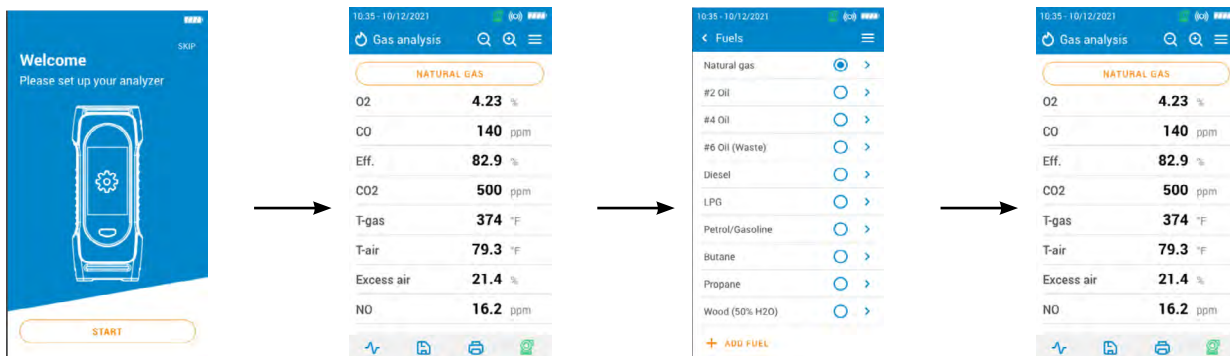 SKIP
Welcome
Please set up your analyzer
START
10:35 - 10/12/2021
Gas analysis
NATURAL GAS
O2 4.23 %
CO 140 ppm
Eff. 82.9 %
CO2 500 ppm
T-gas 374 °F
T-air 79.3 °F
Excess air 21.4 %
NO 16.2 ppm
10:35 - 10/12/2021
Fuels
Natural gas
#2 Oil
#4 Oil
#6 Oil (Waste)
Diesel
LPG
Petrol/Gasoline
Butane
Propane
Wood (50% H2O)
+ ADD FUEL
10:35 - 10/12/2021
Gas analysis
NATURAL GAS
O2 4.23 %
CO 140 ppm
Eff. 82.9 %
CO2 500 ppm
T-gas 374 °F
T-air 79.3 °F
Excess air 21.4 %
NO 16.2 ppm